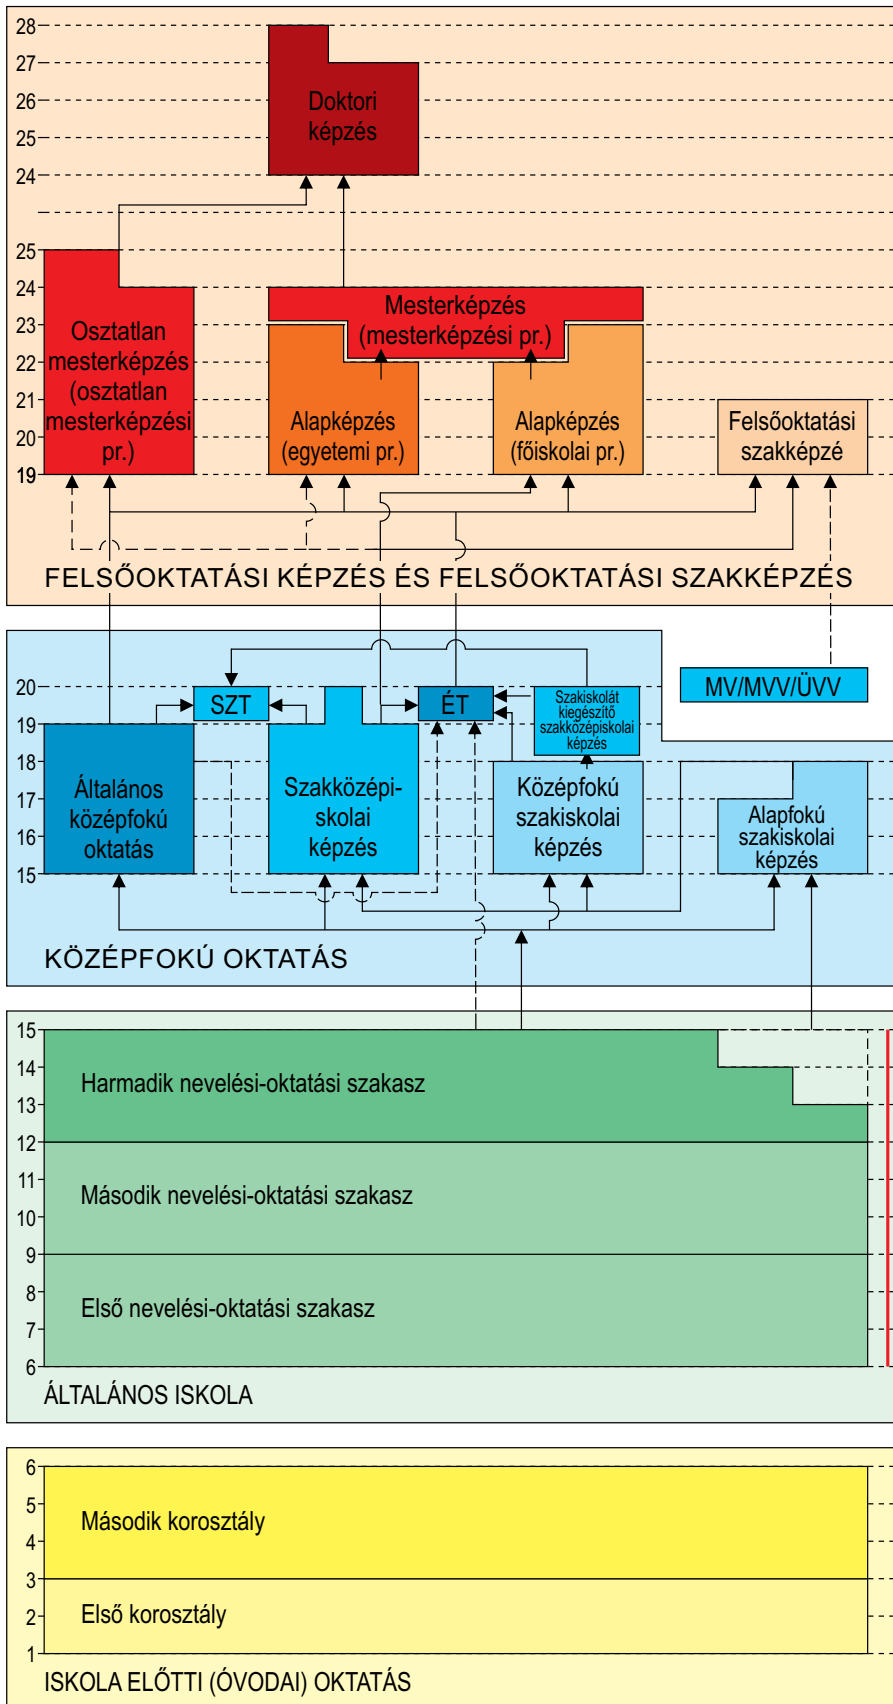 28
27
26
25
24
Doktori
képzés
25
24
23
22
21
20
19
Osztatlan
mesterképzés
(osztatlan
mesterképzési
pr.)
Mesterképzés
(mesterképzési pr.)
Alapképzés
(egyetemi pr.)
Alapképzés
(főiskolai pr.)
Felsőoktatási
szakképzé
FELSŐOKTATÁSI KÉPZÉS ÉS FELSŐOKTATÁSI SZAKKÉPZÉS
MV/MVV/ÜVV
20
19
18
17
16
15
SZT
ÉT
Szakiskolát
kiegészítő
szakközépiskolai
képzés
Általános
középfokú
oktatás
Szakközépi-
skolai
képzés
Középfokú
szakiskolai
képzés
Alapfokú
szakiskolai
képzés
KÖZÉPFOKÚ OKTATÁS
15
14
13
12
11
10
9
8
7
6
Harmadik nevelési-oktatási szakasz
Második nevelési-oktatási szakasz
Első nevelési-oktatási szakasz
ÁLTALÁNOS ISKOLA
6
5
4
3
2
1
Második korosztály
Első korosztály
ISKOLA ELŐTTI (ÓVODAI) OKTATÁS